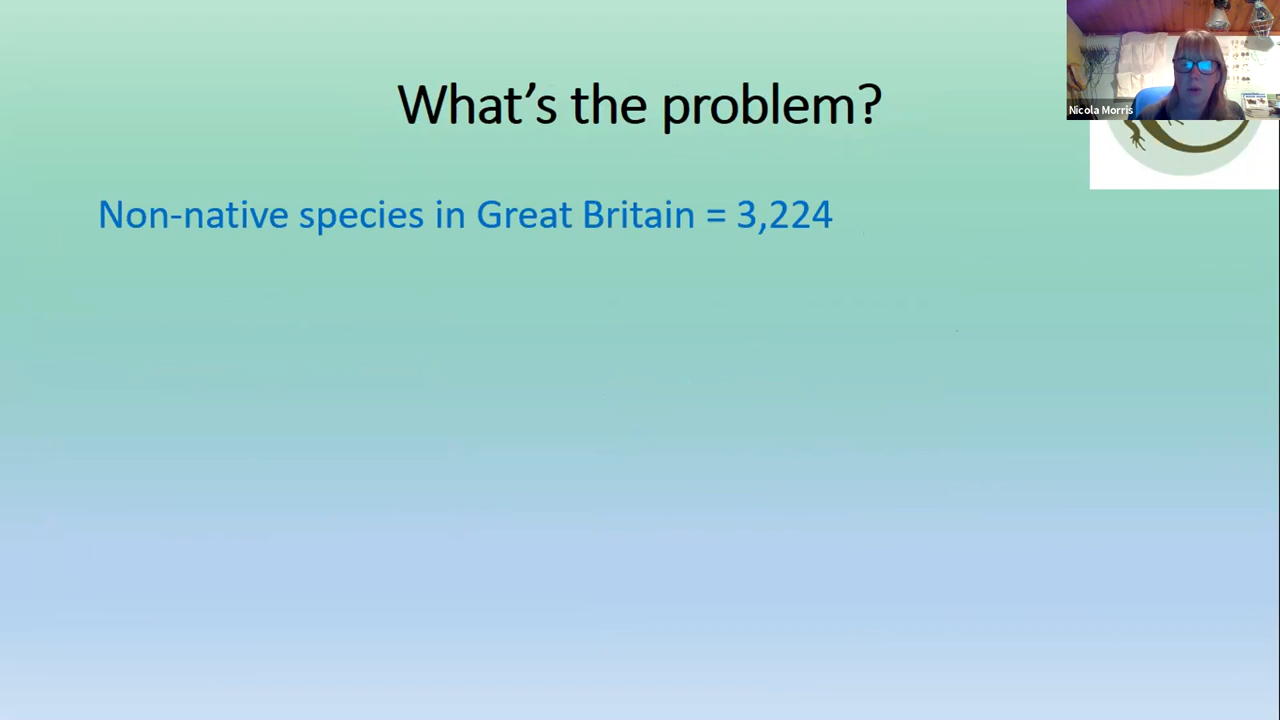 What's the problem?
Nicola Morris
Non-native species in Great Britain = 3,224